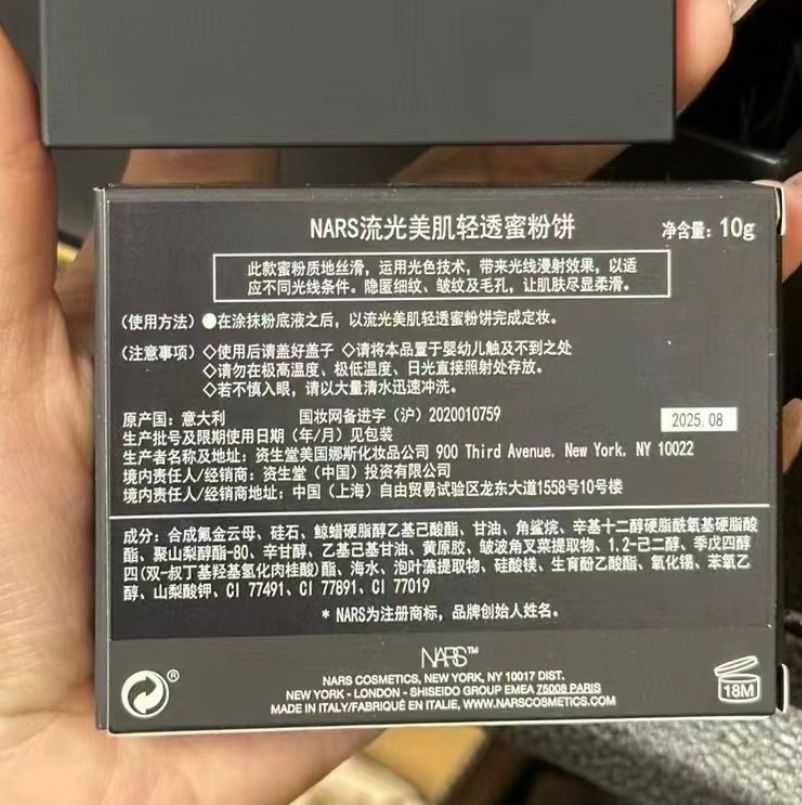 NARS流光美肌轻透蜜粉饼 净含量：10g
此款蜜粉质地丝滑，运用光色技术，带来光线漫射效果，以适
应不同光线条件。隐匿细纹、皱纹及毛孔，让肌肤尽显柔滑。
（使用方法）●在涂抹粉底液之后，以流光美肌轻透蜜粉饼完成定妆。
（注意事项）◇使用后请盖好盖子 ◇请将本品置于婴幼儿触及不到之处
◇请勿在极高温度、极低温度、日光直接照射处存放。
◇若不慎入眼，请以大量清水迅速冲洗。
原产国：意大利 国妆网备进字（沪）2020010759
2025.08
生产批号及限期使用日期（年/月）见包装
生产者名称及地址：资生堂美国娜斯化妆品公司 900 Third Avenue, New York, NY 10022
境内责任人/经销商：资生堂（中国）投资有限公司
境内责任人/经销商地址：中国（上海）自由贸易试验区龙东大道1558号10号楼
成分：合成氟金云母、硅石、鲸蜡硬脂醇乙基己酸酯、甘油、角鲨烷、辛基十二醇硬脂酰氧基硬脂酸
酯、聚山梨醇酯-80、辛甘醇、乙基己基甘油、黄原胶、皱波角叉菜提取物、1.2-己二醇、季戊四醇
四(双-叔丁基羟基氢化肉桂酸)酯、海水、泡叶藻提取物、硅酸镁、生育酚乙酸酯、氧化锡、苯氧乙
醇、山梨酸钾、CI 77491、CI 77891、CI 77019
* NARS为注册商标，品牌创始人姓名。
NARS™
NARS COSMETICS, NEW YORK, NY 10017 DIST.
NEW YORK - LONDON - SHISEIDO GROUP EMEA 75008 PARIS
MADE IN ITALY/FABRIQUÉ EN ITALIE, WWW.NARSCOSMETICS.COM
®
18M